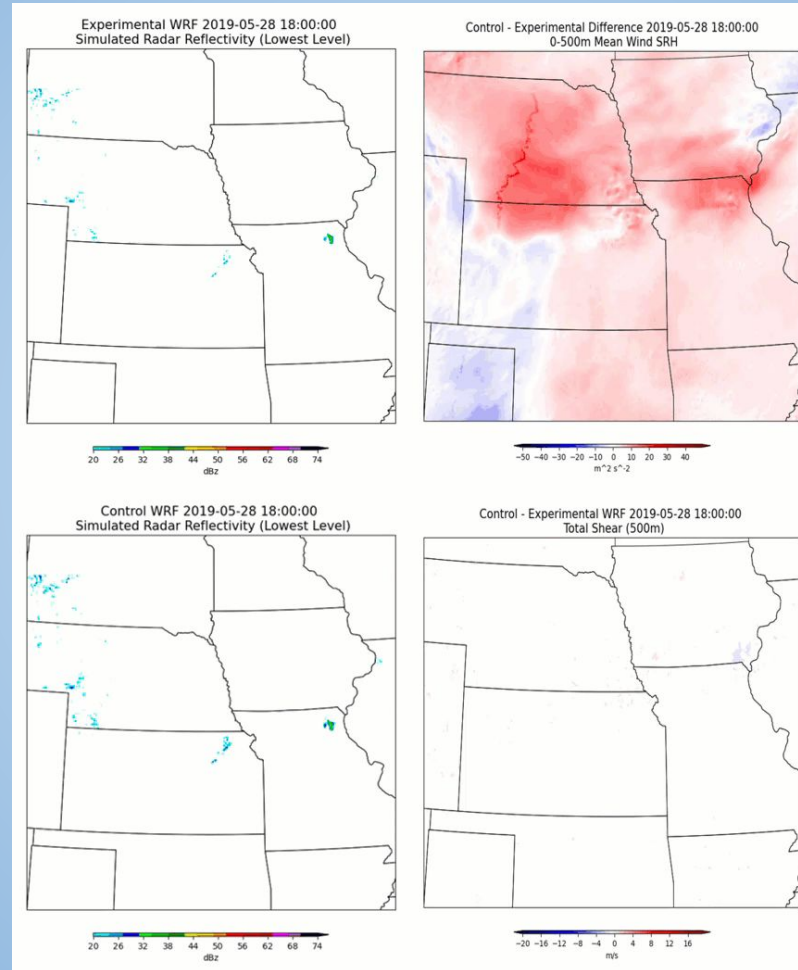 Experimental WRF 2019-05-28 18:00:00
Simulated Radar Reflectivity (Lowest Level)
20 26 32 38 44 50 56 62 68 74
dBz
Control - Experimental Difference 2019-05-28 18:00:00
0-500m Mean Wind SRH
−50 −40 −30 −20 −10 0 10 20 30 40
m^2 s^-2
Control WRF 2019-05-28 18:00:00
Simulated Radar Reflectivity (Lowest Level)
20 26 32 38 44 50 56 62 68 74
dBz
Control - Experimental WRF 2019-05-28 18:00:00
Total Shear (500m)
−20 −16 −12 −8 −4 0 4 8 12 16
m/s